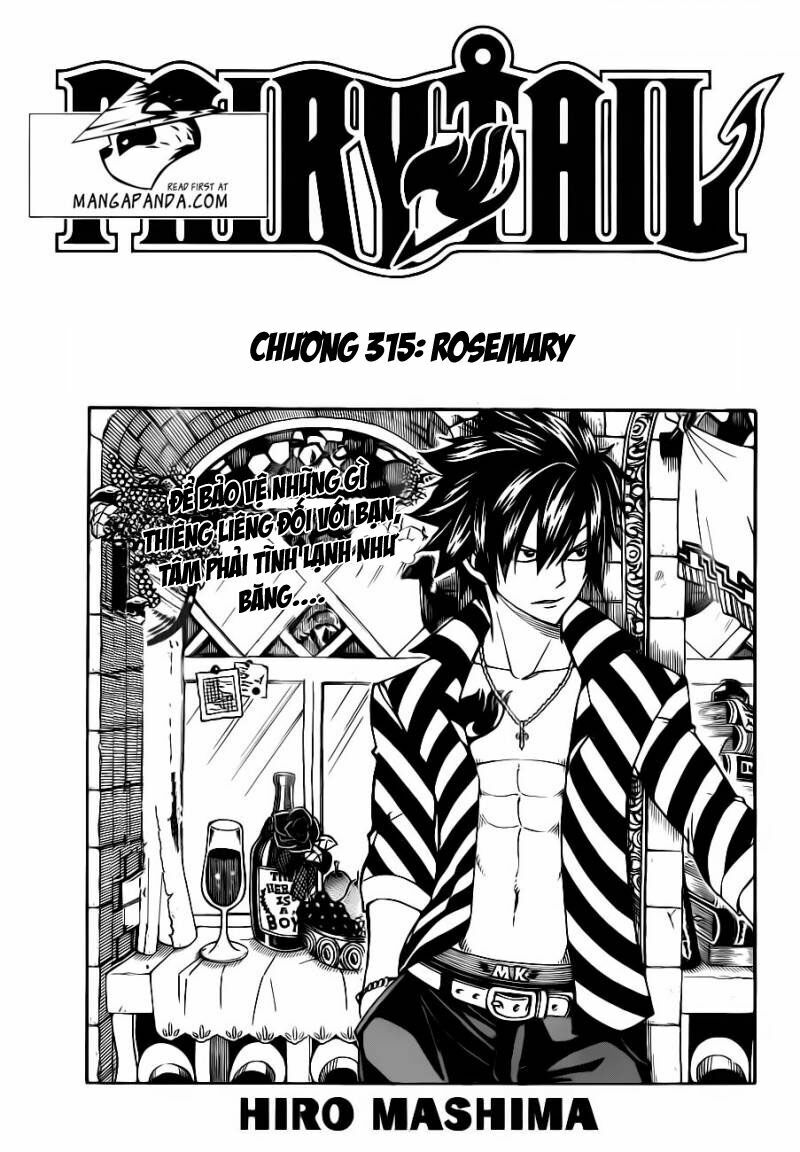 FAIRY TAIL
READ FIRST AT
MANGAPANDA.COM
CHƯƠNG 315: ROSEMARY
ĐỂ BẢO VỆ NHỮNG GÌ
THIÊNG LIÊNG ĐỐI VỚI BẠN,
TÂM PHẢI TĨNH LẠNH NHƯ
BĂNG....
THE
HERB
IS
A
BOY
MK
HIRO MASHIMA